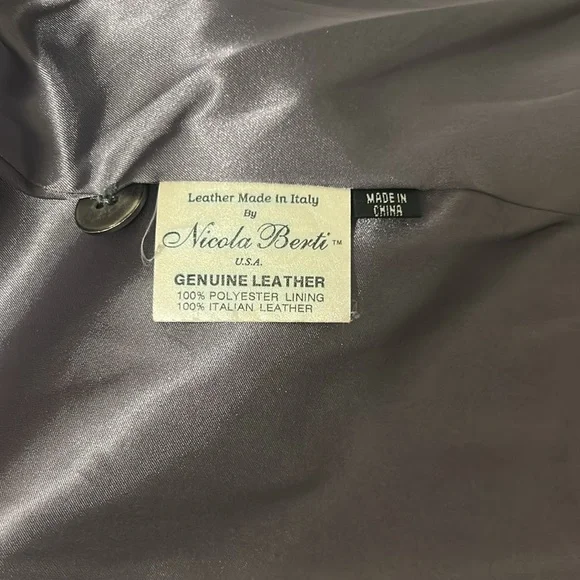 Leather Made in Italy
By
Nicola Berti™
U.S.A.
GENUINE LEATHER
100% POLYESTER LINING
100% ITALIAN LEATHER
MADE IN
CHINA